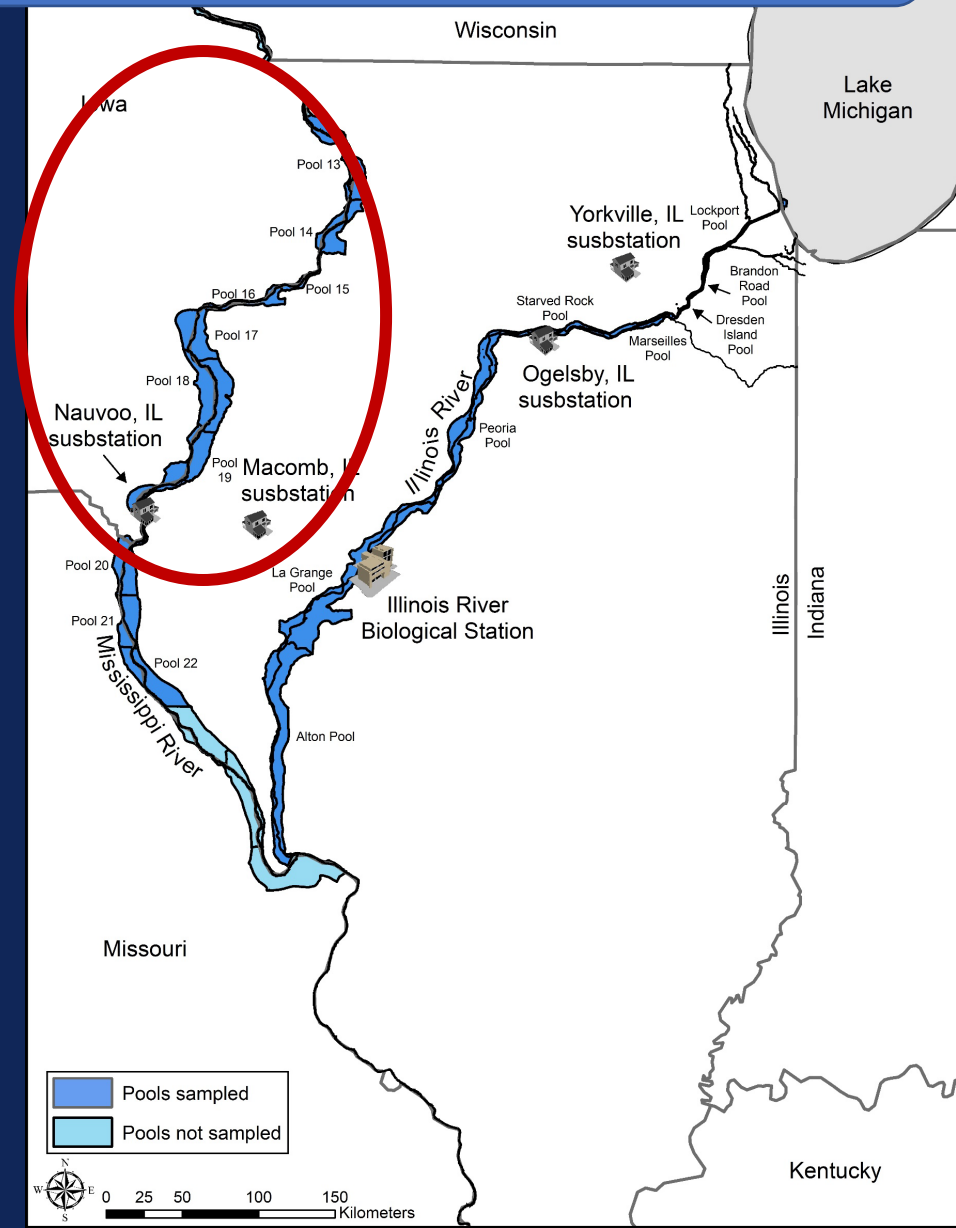 Wisconsin
Lake
Michigan
Iowa
Pool 13
Pool 14
Pool 15
Pool 16
Pool 17
Pool 18
Nauvoo, IL
susbstation
Pool
19
Macomb, IL
susbstation
Yorkville, IL
susbstation
Lockport
Pool
Brandon
Road
Pool
Dresden
Island
Pool
Starved Rock
Pool
Marseilles
Pool
Ogelsby, IL
susbstation
Illinois River
Peoria
Pool
Pool 20
La Grange
Pool
Illinois River
Biological Station
Illinois
Indiana
Pool 21
Pool 22
Mississippi River
Alton Pool
Missouri
Pools sampled
Pools not sampled
Kentucky
N
W E
S
0 25 50 100 150
Kilometers